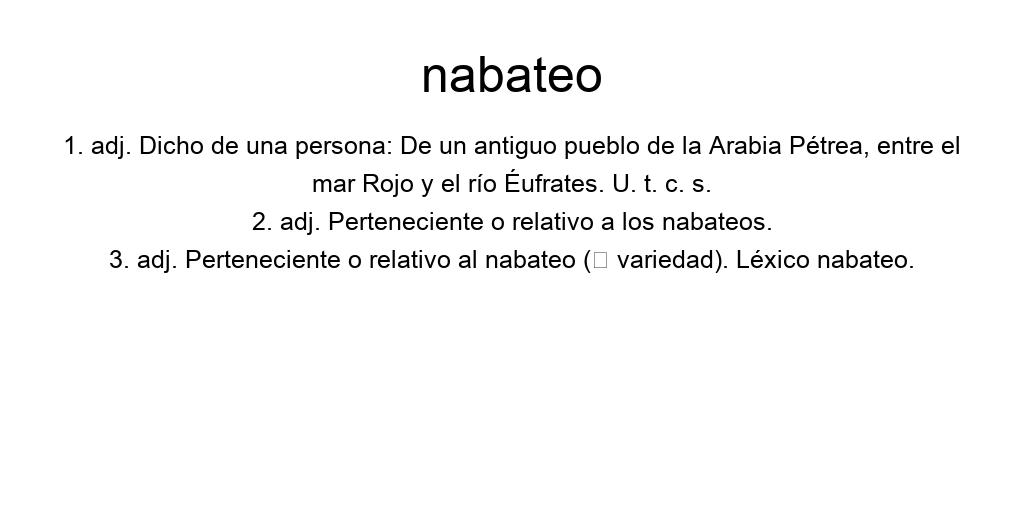 nabateo
1. adj. Dicho de una persona: De un antiguo pueblo de la Arabia Pétrea, entre el
mar Rojo y el río Éufrates. U. t. c. s.
2. adj. Perteneciente o relativo a los nabateos.
3. adj. Perteneciente o relativo al nabateo (□ variedad). Léxico nabateo.